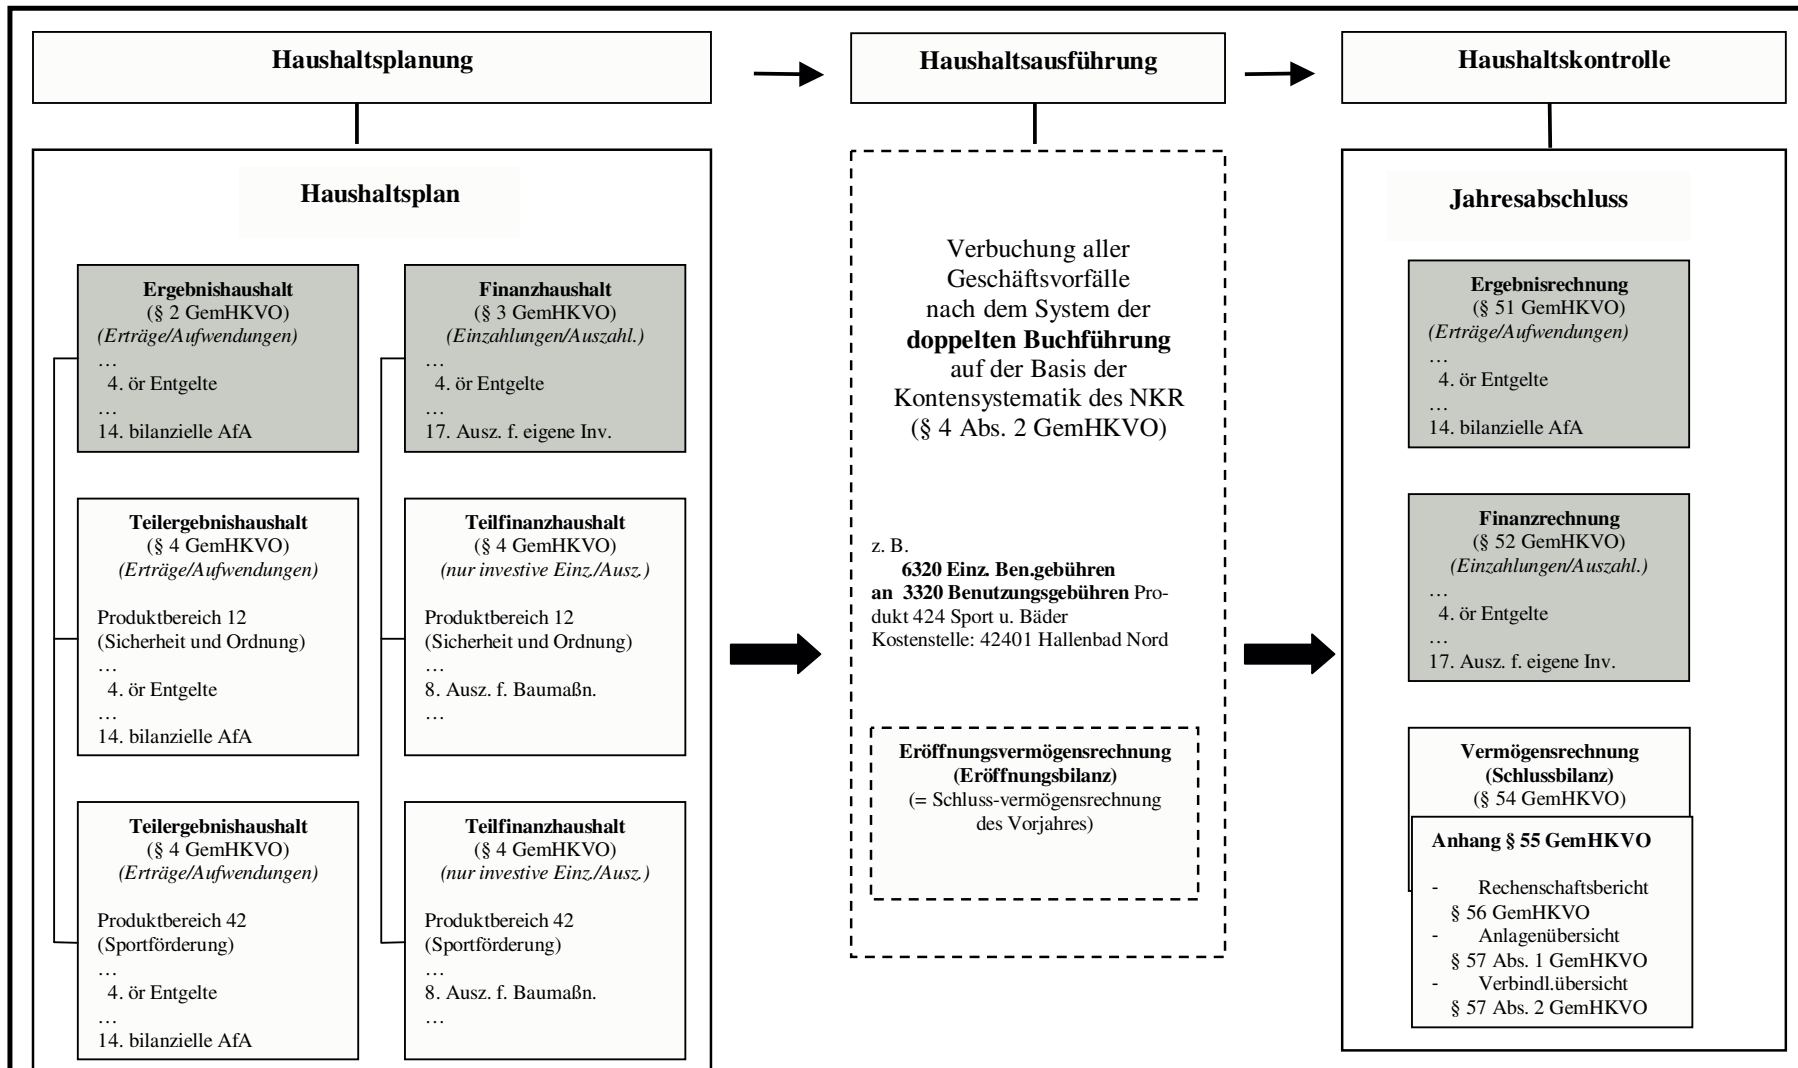 Haushaltsplanung
Haushaltsausführung
Haushaltskontrolle
Haushaltsplan
Ergebnishaushalt
(§ 2 GemHKVO)
(Erträge/Aufwendungen)
…
4. ör Entgelte
…
14. bilanzielle AfA
Finanzhaushalt
(§ 3 GemHKVO)
(Einzahlungen/Auszahl.)
…
4. ör Entgelte
…
17. Ausz. f. eigene Inv.
Teilergebnishaushalt
(§ 4 GemHKVO)
(Erträge/Aufwendungen)
Produktbereich 12
(Sicherheit und Ordnung)
…
4. ör Entgelte
…
14. bilanzielle AfA
Teilfinanzhaushalt
(§ 4 GemHKVO)
(nur investive Einz./Ausz.)
Produktbereich 12
(Sicherheit und Ordnung)
…
8. Ausz. f. Baumaßn.
…
Teilergebnishaushalt
(§ 4 GemHKVO)
(Erträge/Aufwendungen)
Produktbereich 42
(Sportförderung)
…
4. ör Entgelte
…
14. bilanzielle AfA
Teilfinanzhaushalt
(§ 4 GemHKVO)
(nur investive Einz./Ausz.)
Produktbereich 42
(Sportförderung)
…
8. Ausz. f. Baumaßn.
…
Verbuchung aller
Geschäftsvorfälle
nach dem System der
doppelten Buchführung
auf der Basis der
Kontensystematik des NKR
(§ 4 Abs. 2 GemHKVO)
z. B.
6320 Einz. Ben.gebühren
an 3320 Benutzungsgebühren Pro-
dukt 424 Sport u. Bäder
Kostenstelle: 42401 Hallenbad Nord
Eröffnungsvermögensrechnung
(Eröffnungsbilanz)
(= Schluss-vermögensrechnung
des Vorjahres)
Jahresabschluss
Ergebnisrechnung
(§ 51 GemHKVO)
(Erträge/Aufwendungen)
…
4. ör Entgelte
…
14. bilanzielle AfA
Finanzrechnung
(§ 52 GemHKVO)
(Einzahlungen/Auszahl.)
…
4. ör Entgelte
…
17. Ausz. f. eigene Inv.
Vermögensrechnung
(Schlussbilanz)
(§ 54 GemHKVO)
Anhang § 55 GemHKVO
- Rechenschaftsbericht
§ 56 GemHKVO
- Anlagenübersicht
§ 57 Abs. 1 GemHKVO
- Verbindl.übersicht
§ 57 Abs. 2 GemHKVO